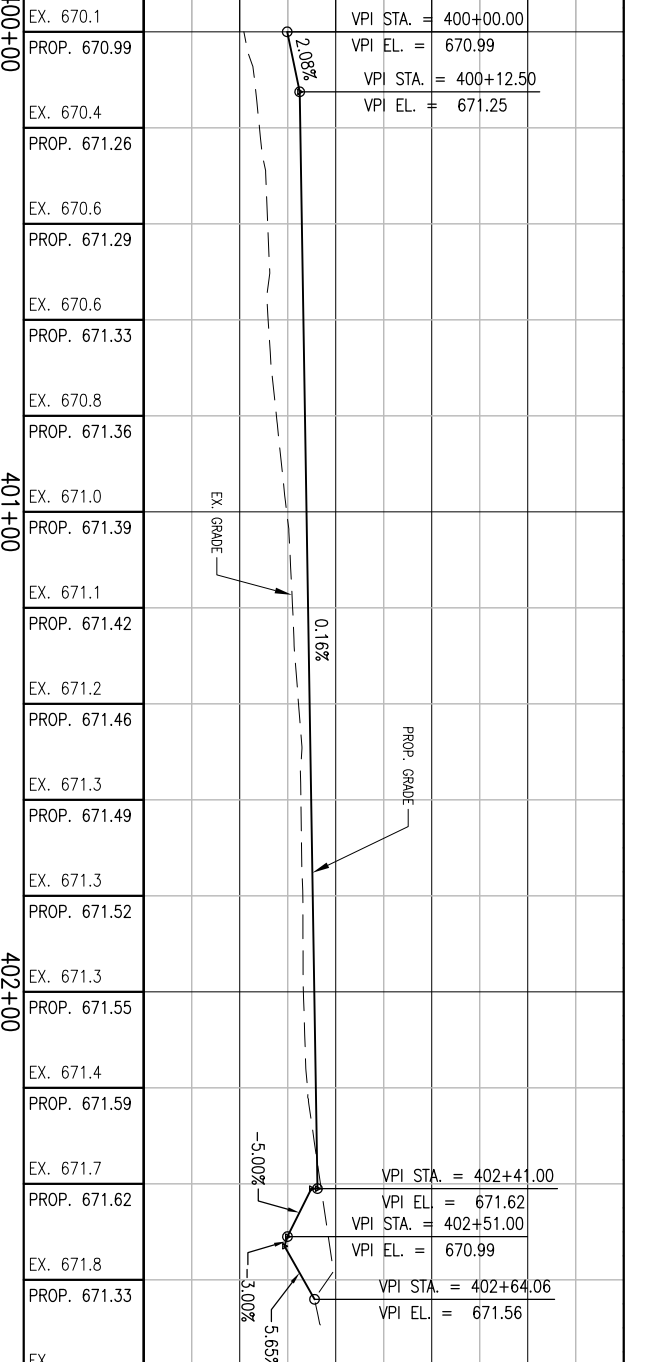 400+00
EX. 670.1
PROP. 670.99
EX. 670.4
PROP. 671.26
EX. 670.6
PROP. 671.29
EX. 670.6
PROP. 671.33
EX. 670.8
PROP. 671.36
401+00
EX. 671.0
PROP. 671.39
EX. 671.1
PROP. 671.42
EX. 671.2
PROP. 671.46
EX. 671.3
PROP. 671.49
EX. 671.3
PROP. 671.52
402+00
EX. 671.3
PROP. 671.55
EX. 671.4
PROP. 671.59
EX. 671.7
PROP. 671.62
EX. 671.8
PROP. 671.33
EX.
VPI STA. = 400+00.00
VPI EL. = 670.99
2.08%
VPI STA. = 400+12.50
VPI EL. = 671.25
EX. GRADE
0.16%
PROP. GRADE
VPI STA. = 402+41.00
VPI EL. = 671.62
-5.00%
VPI STA. = 402+51.00
VPI EL. = 670.99
-3.00%
VPI STA. = 402+64.06
VPI EL. = 671.56
5.65%